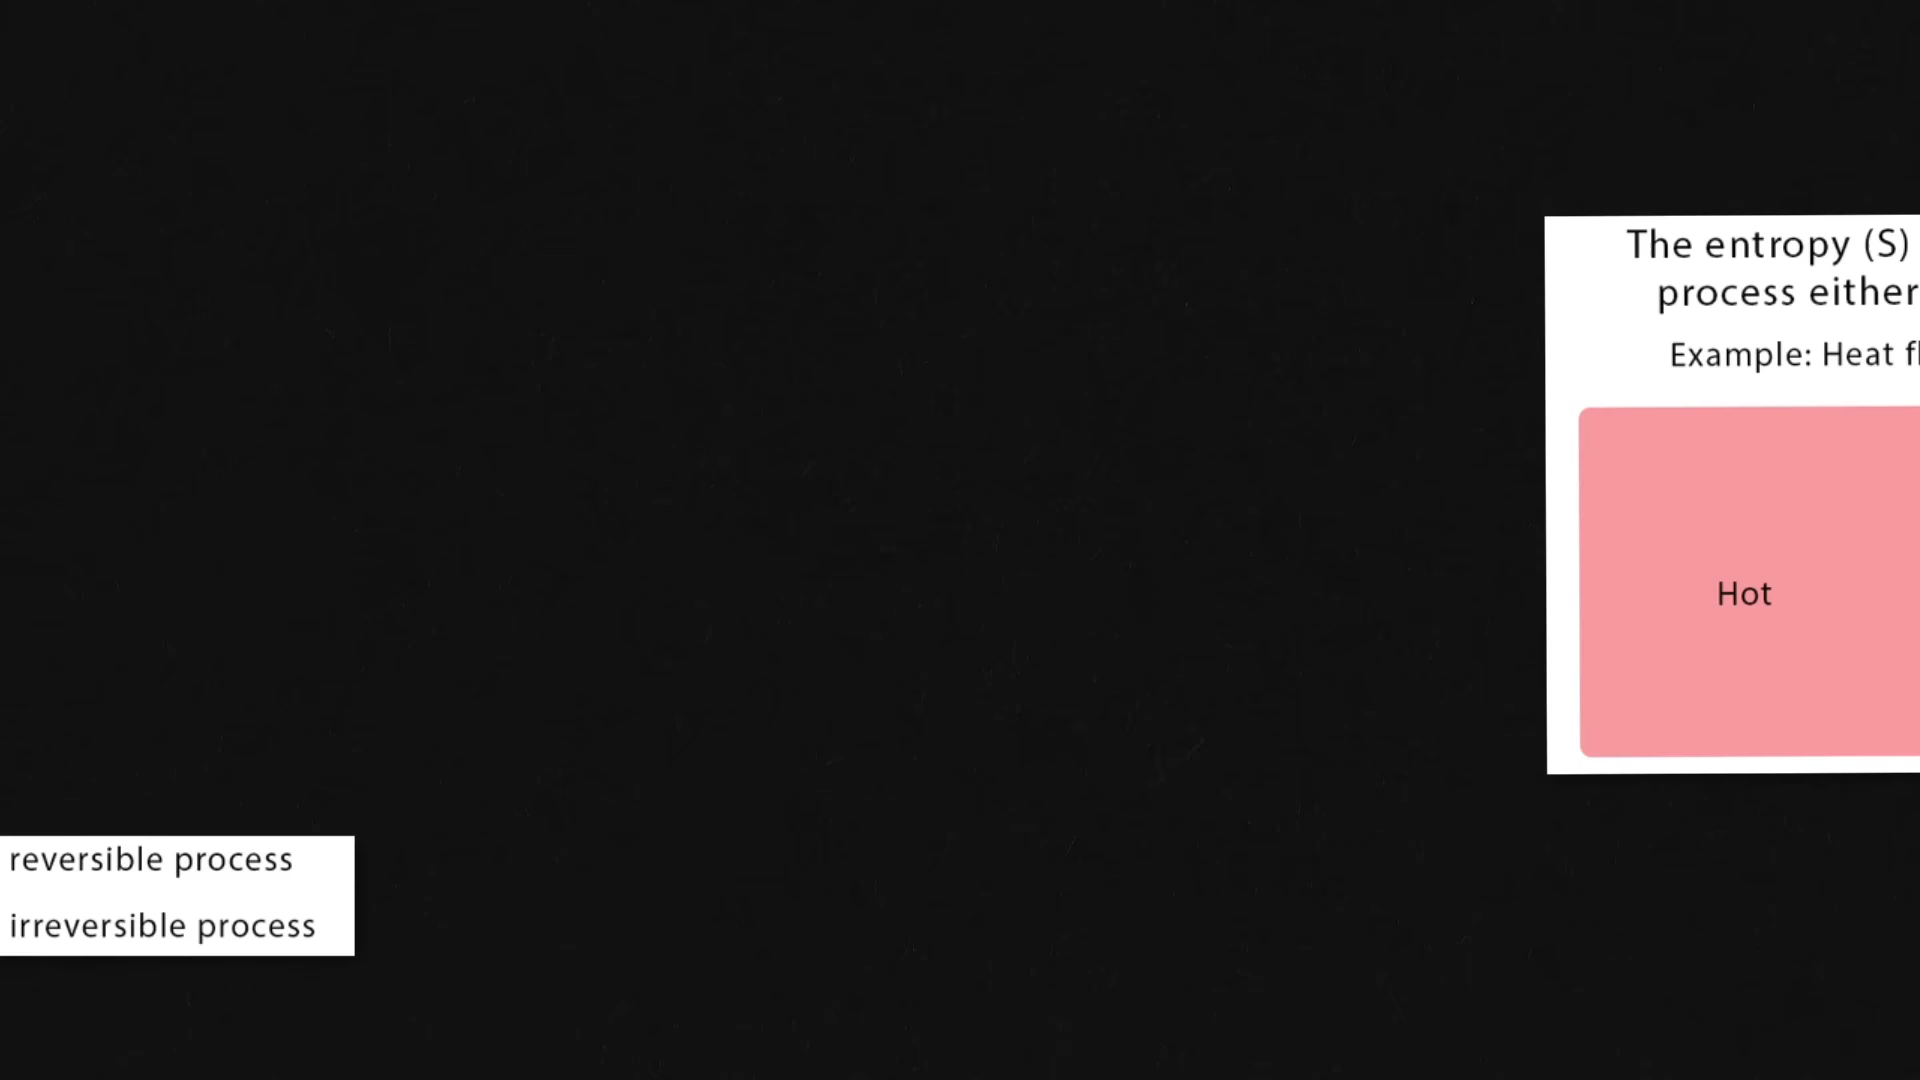 The entropy (S)
process either
Example: Heat
Hot
reversible process
irreversible process